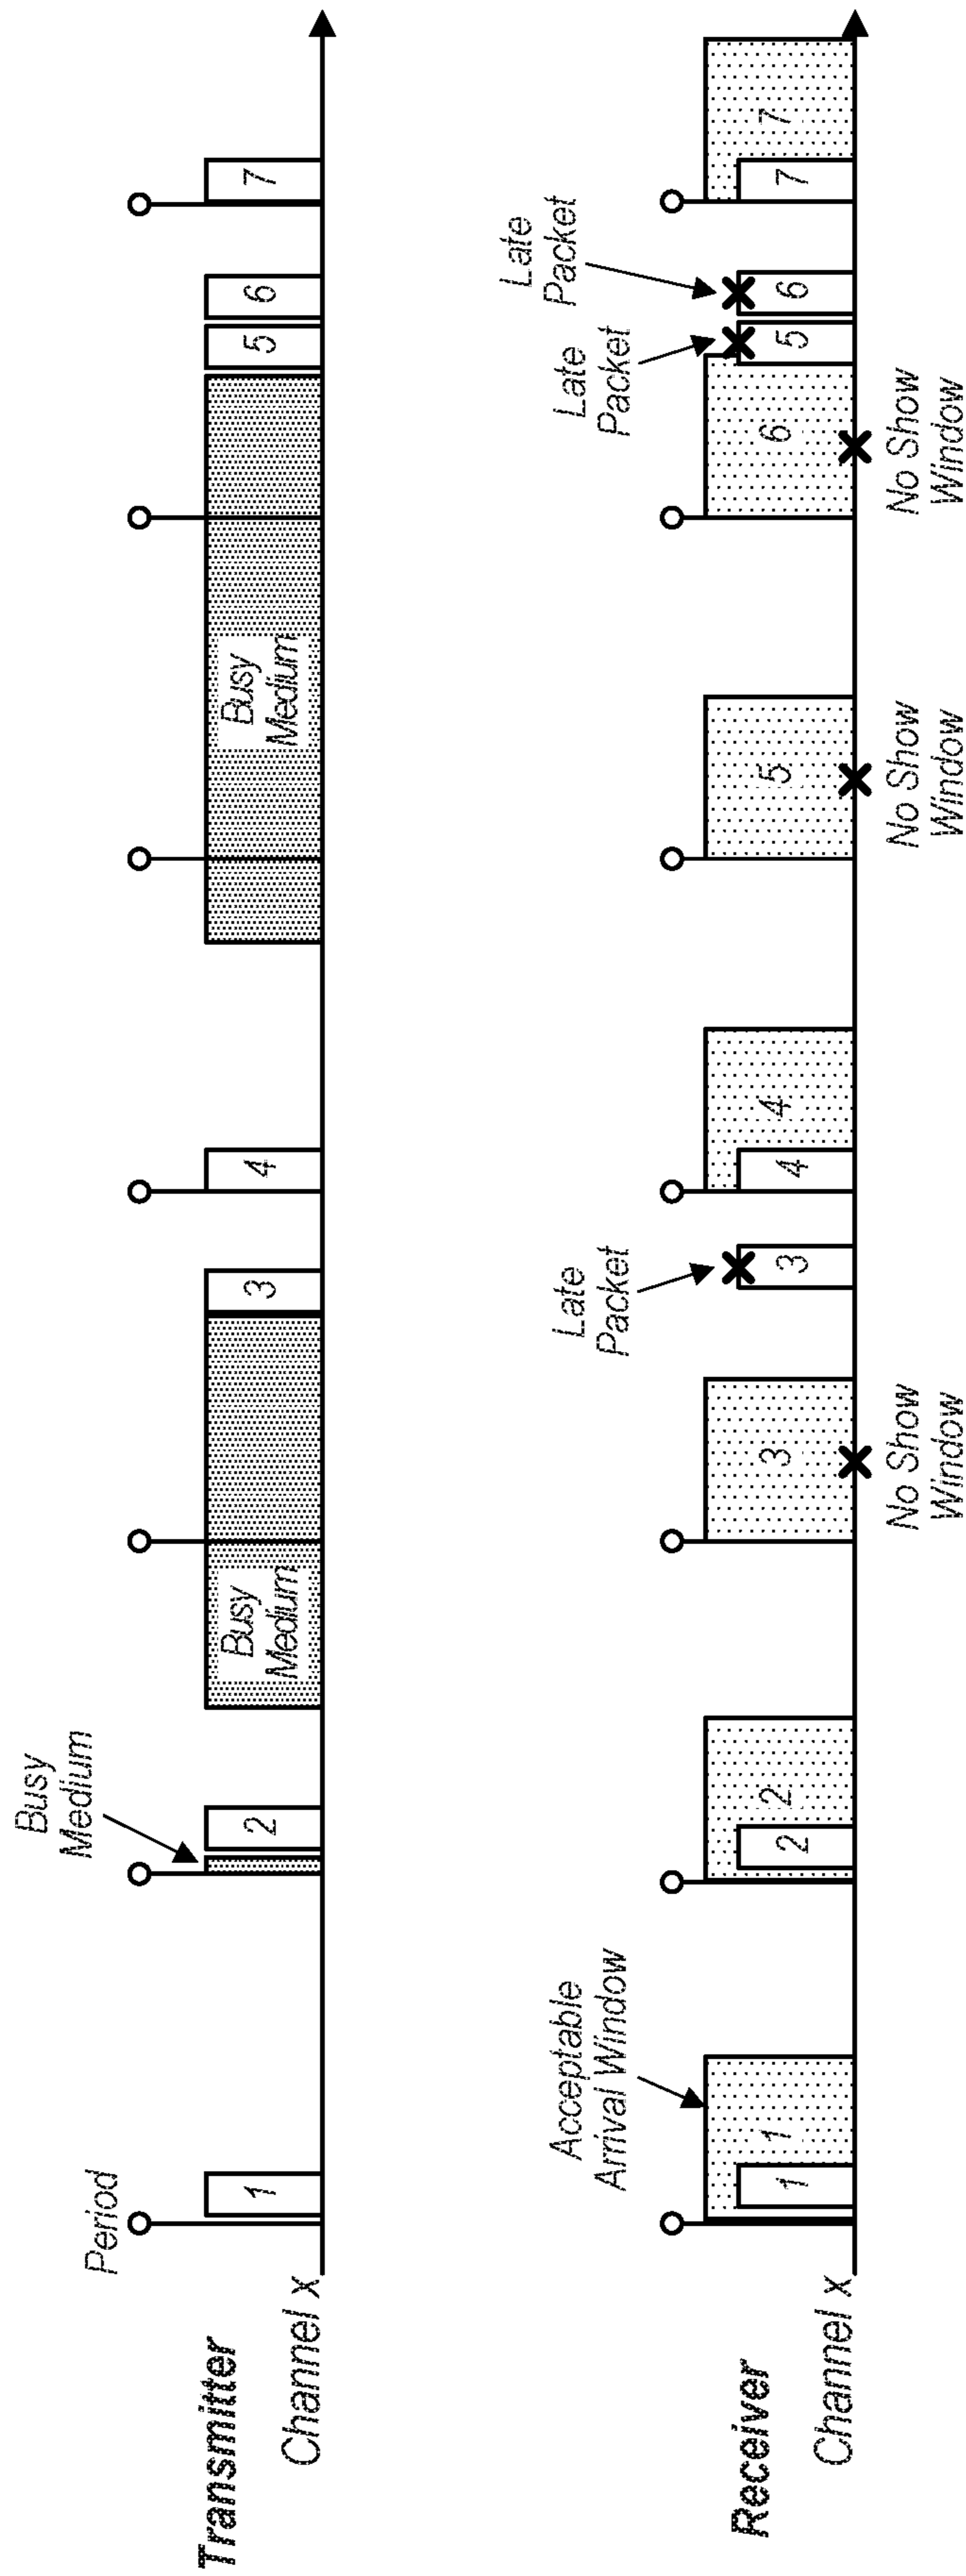 Period
Busy
Medium
Busy
Medium
Busy
Medium
Transmitter
1
2
3
4
5
6
7
Channel x
Acceptable
Arrival Window
Late
Packet
Late
Packet
Late
Packet
Receiver
1
1
2
2
3
3
4
4
5
6
5
6
7
7
Channel x
No Show
Window
No Show
Window
No Show
Window